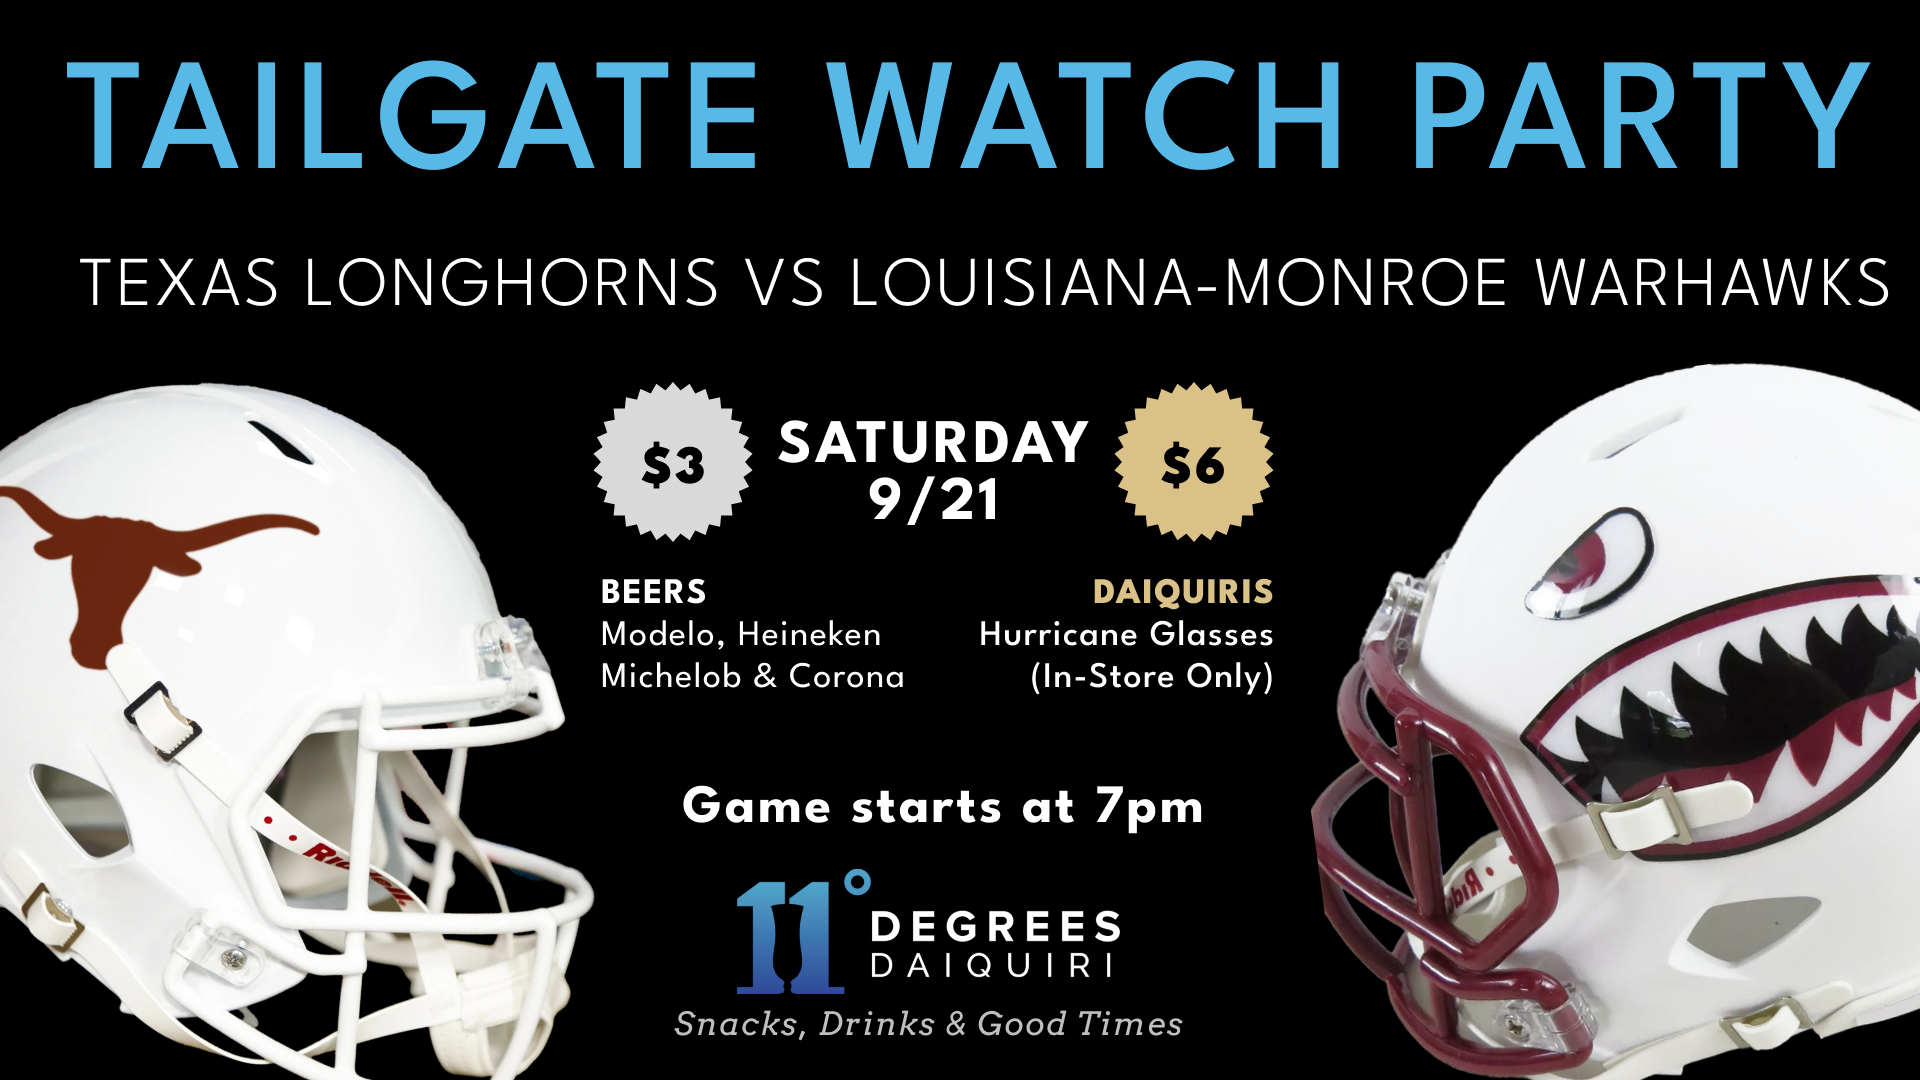 TAILGATE WATCH PARTY
TEXAS LONGHORNS VS LOUISIANA-MONROE WARHAWKS
$3
SATURDAY
9/21
$6
BEERS
Modelo, Heineken
Michelob & Corona
DAIQUIRIS
Hurricane Glasses
(In-Store Only)
Game starts at 7pm
11°
DEGREES
DAIQUIRI
Snacks, Drinks & Good Times